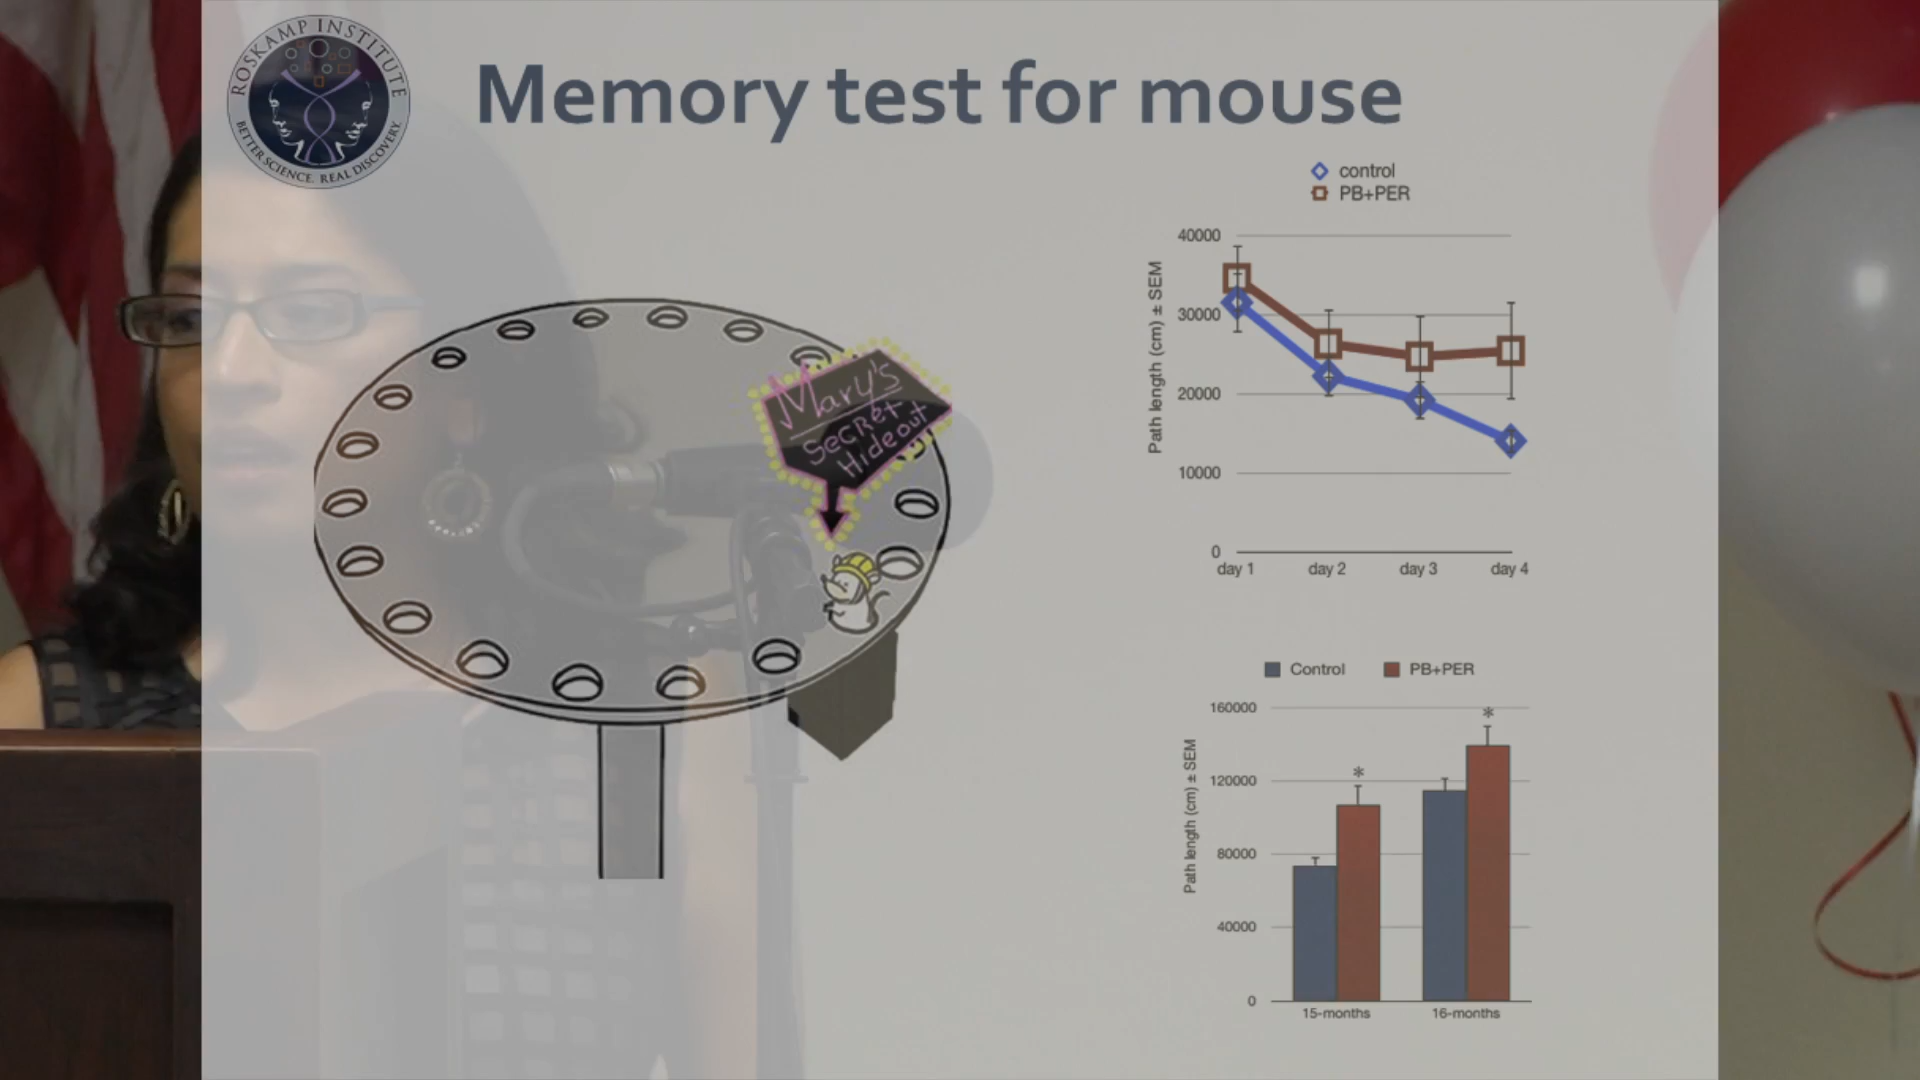 ROSKAMP INSTITUTE
BETTER SCIENCE. REAL DISCOVERY.
Memory test for mouse
Mary's
Secret
Hideout
control
PB+PER
40000
30000
20000
10000
0
Path length (cm) ± SEM
day 1 day 2 day 3 day 4
Control PB+PER
160000
120000
80000
40000
0
Path length (cm) ± SEM
* *
15-months 16-months